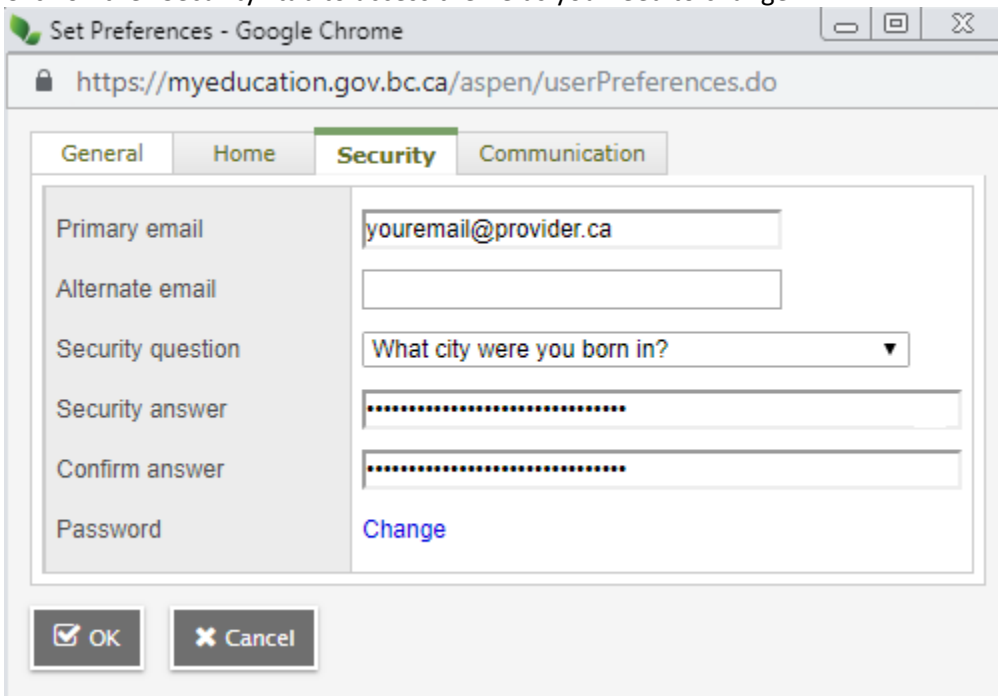 Set Preferences - Google Chrome
https://myeducation.gov.bc.ca/aspen/userPreferences.do
General Home Security Communication
Primary email youremail@provider.ca
Alternate email
Security question What city were you born in?
Security answer •••••••••••••••••••••••••••••••
Confirm answer •••••••••••••••••••••••••••••••
Password Change
OK Cancel